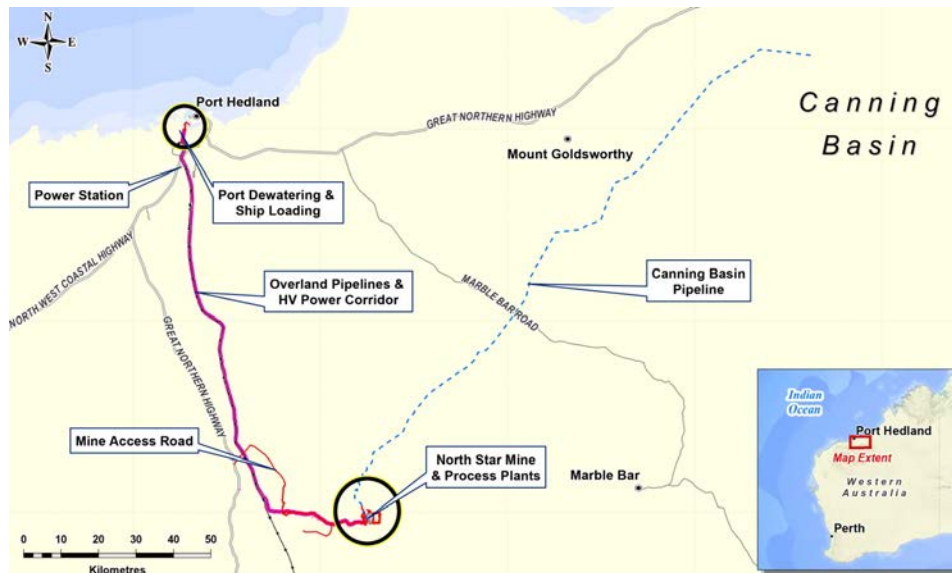 N
W
E
S
Port Hedland
GREAT NORTHERN HIGHWAY
Canning
Basin
Mount Goldsworthy
Power Station
Port Dewatering &
Ship Loading
NORTH WEST COASTAL HIGHWAY
Overland Pipelines &
HV Power Corridor
Canning Basin
Pipeline
MARBLE BAR ROAD
GREAT NORTHERN HIGHWAY
Mine Access Road
North Star Mine
& Process Plants
Marble Bar
Indian
Ocean
Port Hedland
Map Extent
Western
Australia
Perth
0 10 20 30 40 50
Kilometres